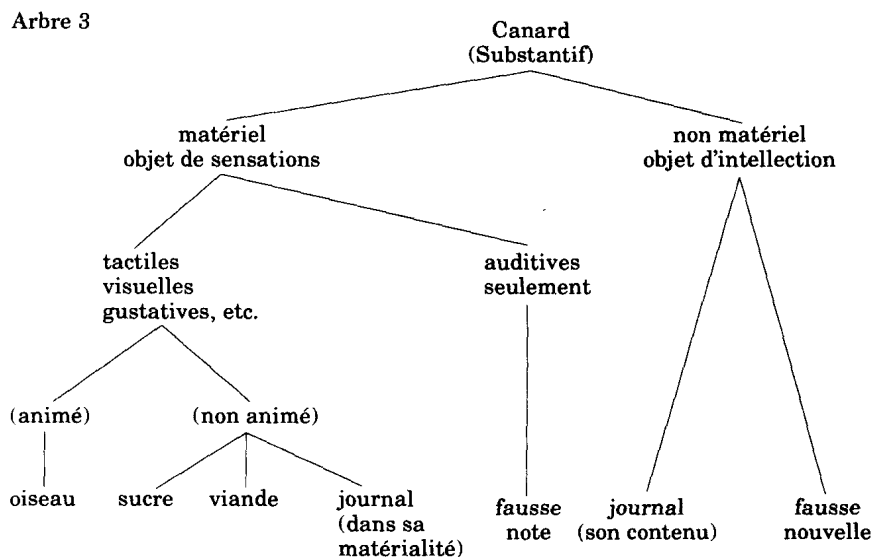 Arbre 3
Canard
(Substantif)
matériel
objet de sensations
non matériel
objet d'intellection
tactiles
visuelles
gustatives, etc.
auditives
seulement
(animé)
(non animé)
oiseau
sucre
viande
journal
(dans sa
matérialité)
fausse
note
journal
(son contenu)
fausse
nouvelle